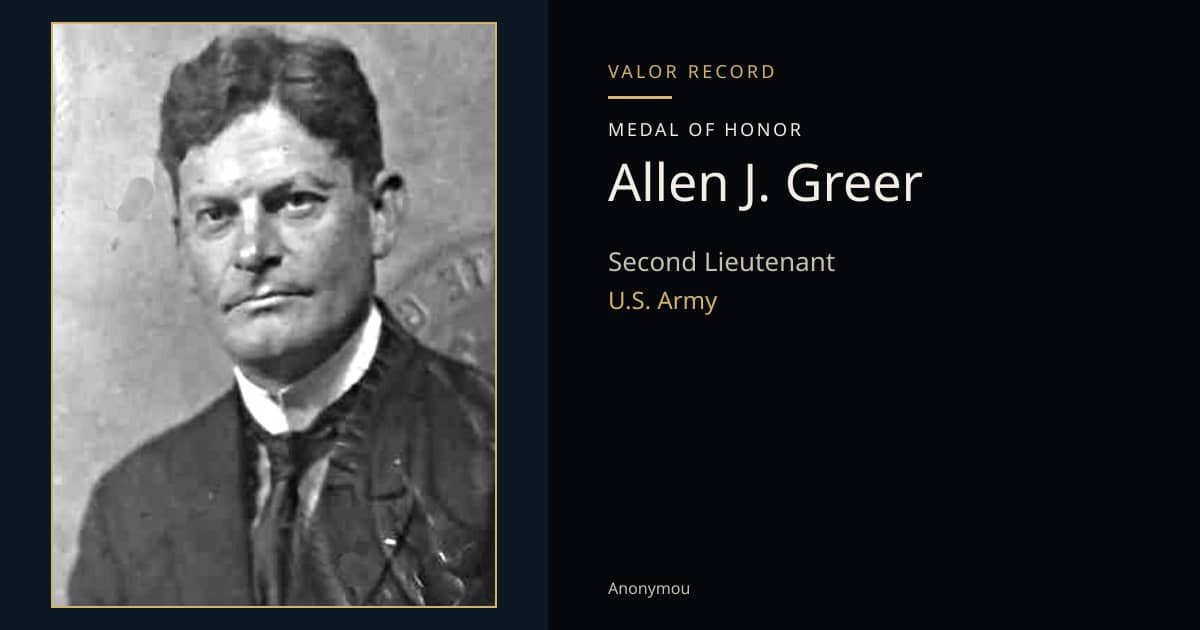 VALOR RECORD
MEDAL OF HONOR
Allen J. Greer
Second Lieutenant
U.S. Army
Anonymou